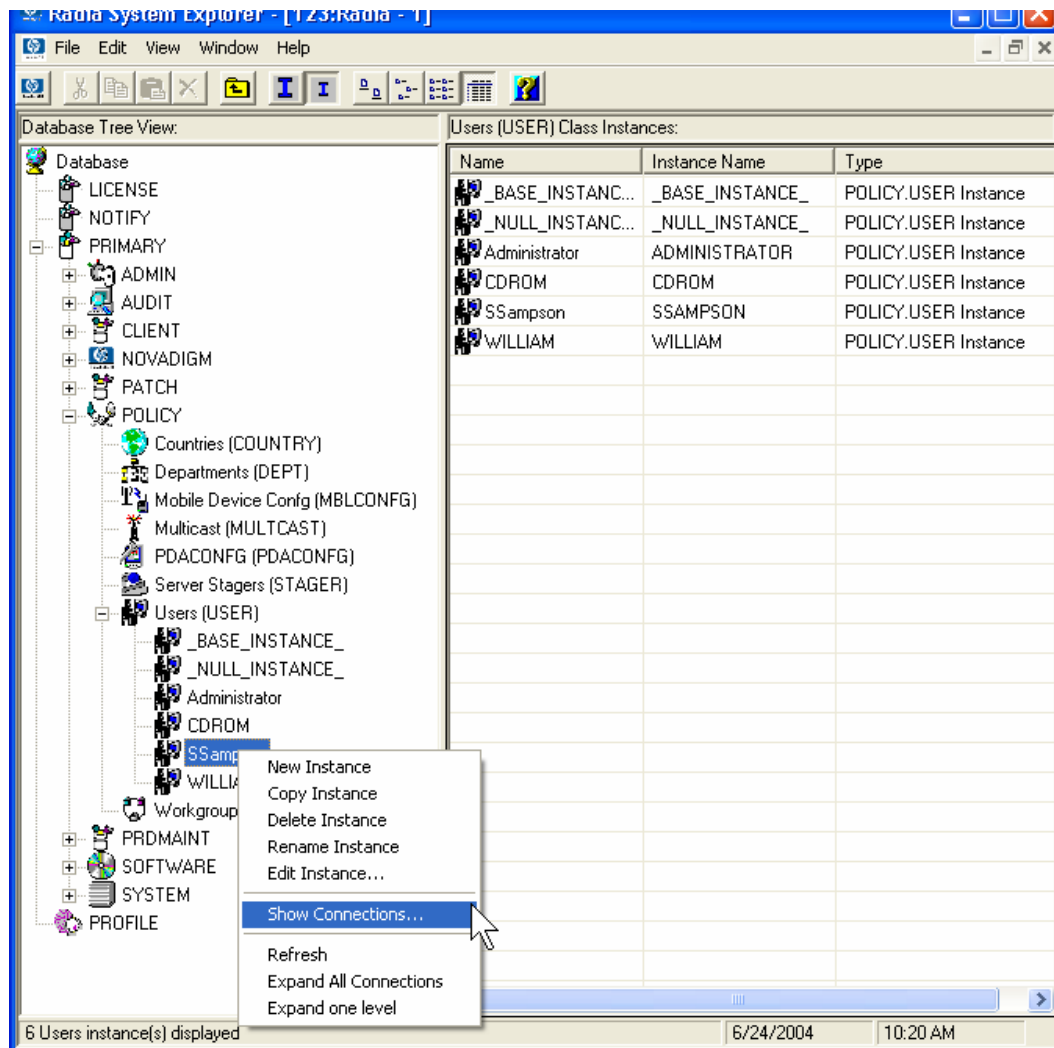 Radia System Explorer - [123:Radia - 1]
File Edit View Window Help
Database Tree View:
Users (USER) Class Instances:
Database
LICENSE
NOTIFY
PRIMARY
ADMIN
AUDIT
CLIENT
NOVADIGM
PATCH
POLICY
Countries (COUNTRY)
Departments (DEPT)
Mobile Device Confg (MBLCONFG)
Multicast (MULTCAST)
PDACONFG (PDACONFG)
Server Stagers (STAGER)
Users (USER)
_BASE_INSTANCE_
_NULL_INSTANCE_
Administrator
CDROM
SSamp
WILLIA
Workgroup
PRDMAINT
SOFTWARE
SYSTEM
PROFILE
Name Instance Name Type
_BASE_INSTANC... _BASE_INSTANCE_ POLICY.USER Instance
_NULL_INSTANC... _NULL_INSTANCE_ POLICY.USER Instance
Administrator ADMINISTRATOR POLICY.USER Instance
CDROM CDROM POLICY.USER Instance
SSampson SSAMPSON POLICY.USER Instance
WILLIAM WILLIAM POLICY.USER Instance
New Instance
Copy Instance
Delete Instance
Rename Instance
Edit Instance...
Show Connections...
Refresh
Expand All Connections
Expand one level
6 Users instance(s) displayed 6/24/2004 10:20 AM